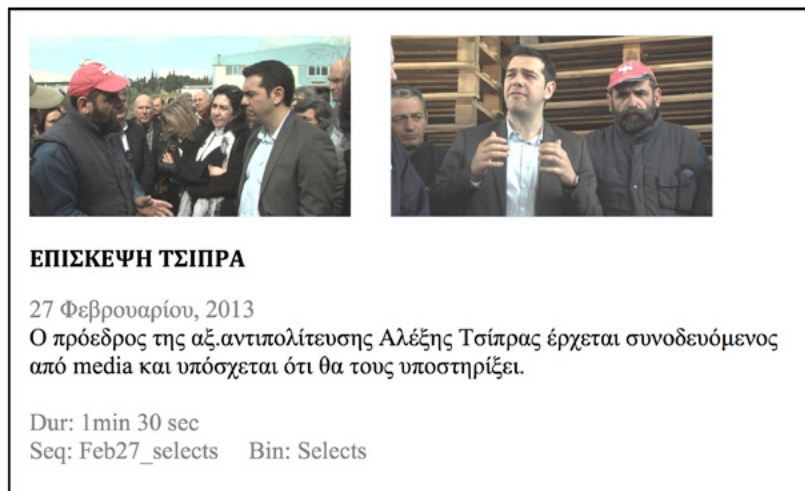 ΕΠΙΣΚΕΨΗ ΤΣΙΠΡΑ
27 Φεβρουαρίου, 2013
Ο πρόεδρος της αξ.αντιπολίτευσης Αλέξης Τσίπρας έρχεται συνοδευόμενος
από media και υπόσχεται ότι θα τους υποστηρίξει.
Dur: 1min 30 sec
Seq: Feb27_selects Bin: Selects